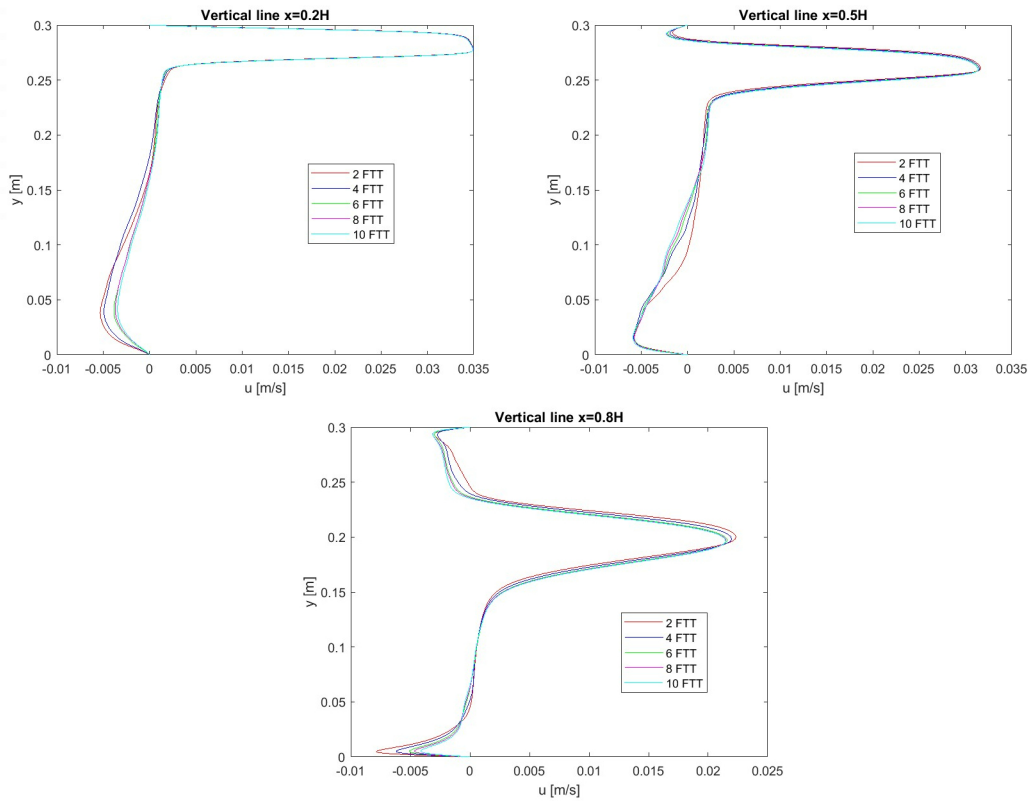 Vertical line x=0.2H
0.3
0.25
0.2
0.15
0.1
0.05
0
y [m]
-0.01 -0.005 0 0.005 0.01 0.015 0.02 0.025 0.03 0.035
u [m/s]
2 FTT
4 FTT
6 FTT
8 FTT
10 FTT
Vertical line x=0.5H
0.3
0.25
0.2
0.15
0.1
0.05
0
y [m]
-0.01 -0.005 0 0.005 0.01 0.015 0.02 0.025 0.03 0.035
u [m/s]
2 FTT
4 FTT
6 FTT
8 FTT
10 FTT
Vertical line x=0.8H
0.3
0.25
0.2
0.15
0.1
0.05
0
y [m]
-0.01 -0.005 0 0.005 0.01 0.015 0.02 0.025
u [m/s]
2 FTT
4 FTT
6 FTT
8 FTT
10 FTT